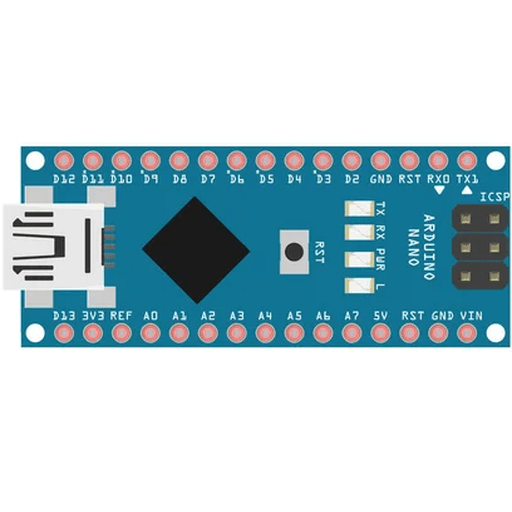 D12 D11 D10 D9 D8 D7 D6 D5 D4 D3 D2 GND RST RX0 TX1
ICSP
TX
RX
PWR
L
RST
ARDUINO
NANO
D13 3V3 REF A0 A1 A2 A3 A4 A5 A6 A7 5V RST GND VIN